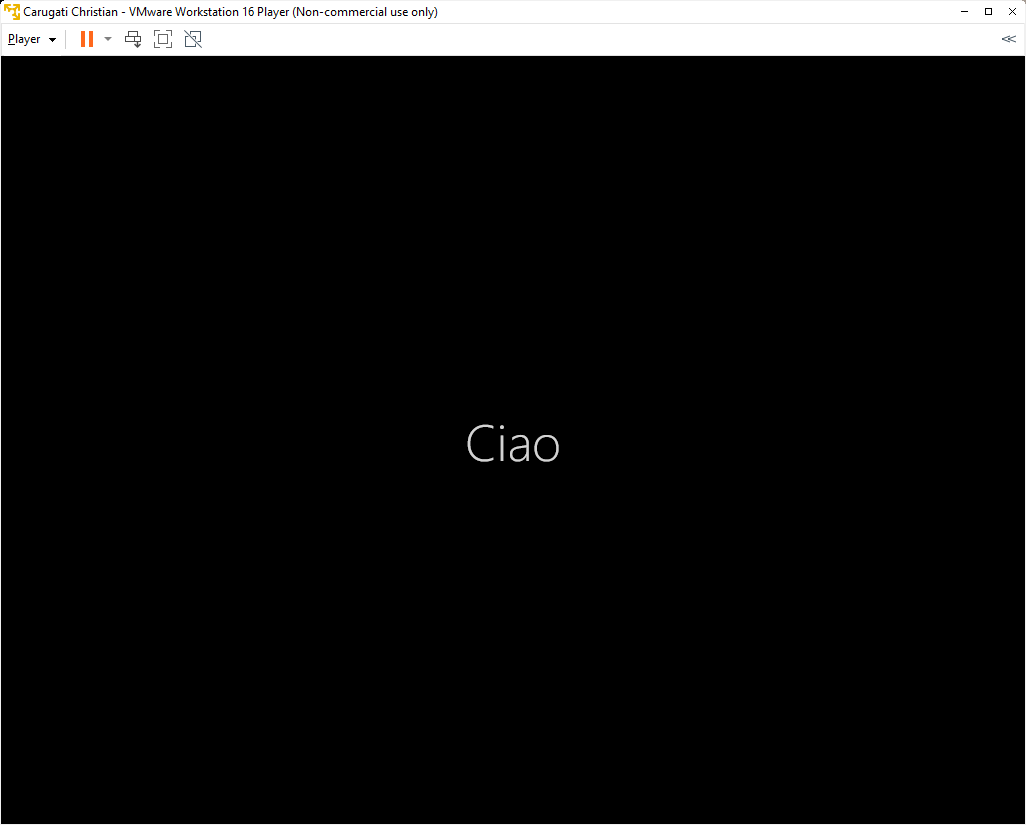 Carugati Christian - VMware Workstation 16 Player (Non-commercial use only)
Player
Ciao